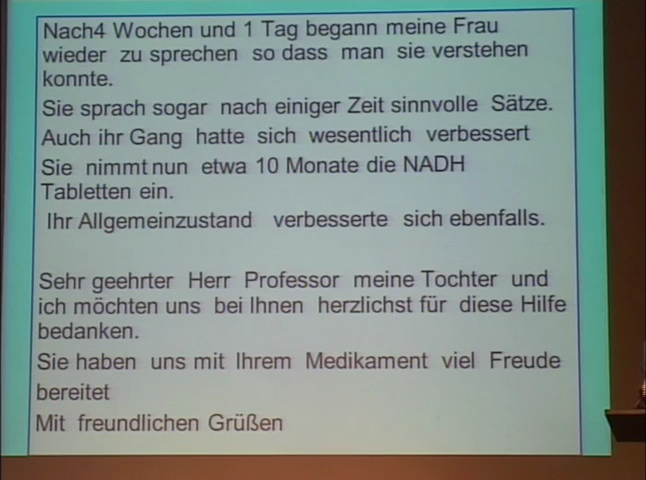 Nach4 Wochen und 1 Tag begann meine Frau
wieder zu sprechen so dass man sie verstehen
konnte.
Sie sprach sogar nach einiger Zeit sinnvolle Sätze.
Auch ihr Gang hatte sich wesentlich verbessert
Sie nimmt nun etwa 10 Monate die NADH
Tabletten ein.
Ihr Allgemeinzustand verbesserte sich ebenfalls.
Sehr geehrter Herr Professor meine Tochter und
ich möchten uns bei Ihnen herzlichst für diese Hilfe
bedanken.
Sie haben uns mit Ihrem Medikament viel Freude
bereitet
Mit freundlichen Grüßen